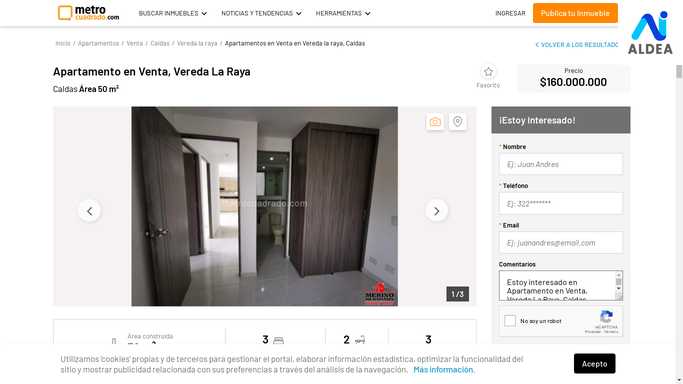 metro
cuadrado.com
BUSCAR INMUEBLES
NOTICIAS Y TENDENCIAS
HERRAMIENTAS
INGRESAR
Publica tu Inmueble
ALDEA
Inicio / Apartamentos / Venta / Caldas / Vereda la raya / Apartamentos en Venta en Vereda la raya, Caldas
< VOLVER A LOS RESULTADO
Apartamento en Venta, Vereda La Raya
Caldas Área 50 m²
Favorito
Precio
$160.000.000
¡Estoy Interesado!
* Nombre
Ej: Juan Andres
* Teléfono
Ej: 322*******
* Email
Ej: juanandres@email.com
Comentarios
Estoy interesado en
Apartamento en Venta,
Vereda La Raya, Caldas
No soy un robot
reCAPTCHA
Privacidad - Términos
MERINO
1 /3
Área construida
3
2
3
Utilizamos 'cookies' propias y de terceros para gestionar el portal, elaborar información estadística, optimizar la funcionalidad del
sitio y mostrar publicidad relacionada con sus preferencias a través del análisis de la navegación. Más información.
Acepto